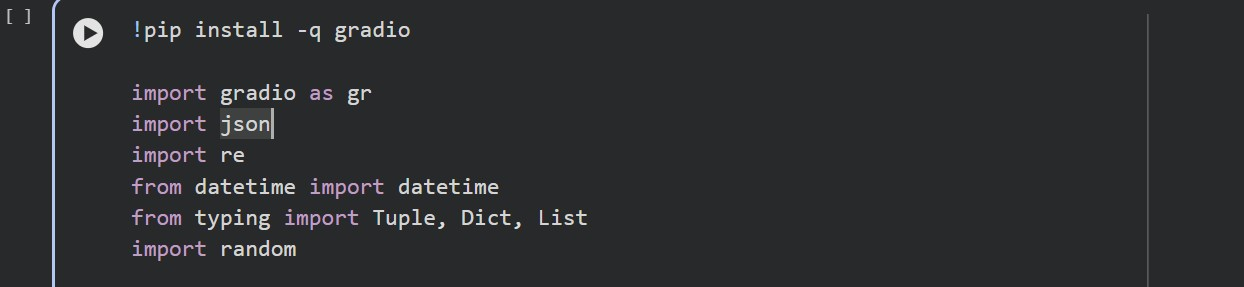 [ ]
!pip install -q gradio
import gradio as gr
import json
import re
from datetime import datetime
from typing import Tuple, Dict, List
import random